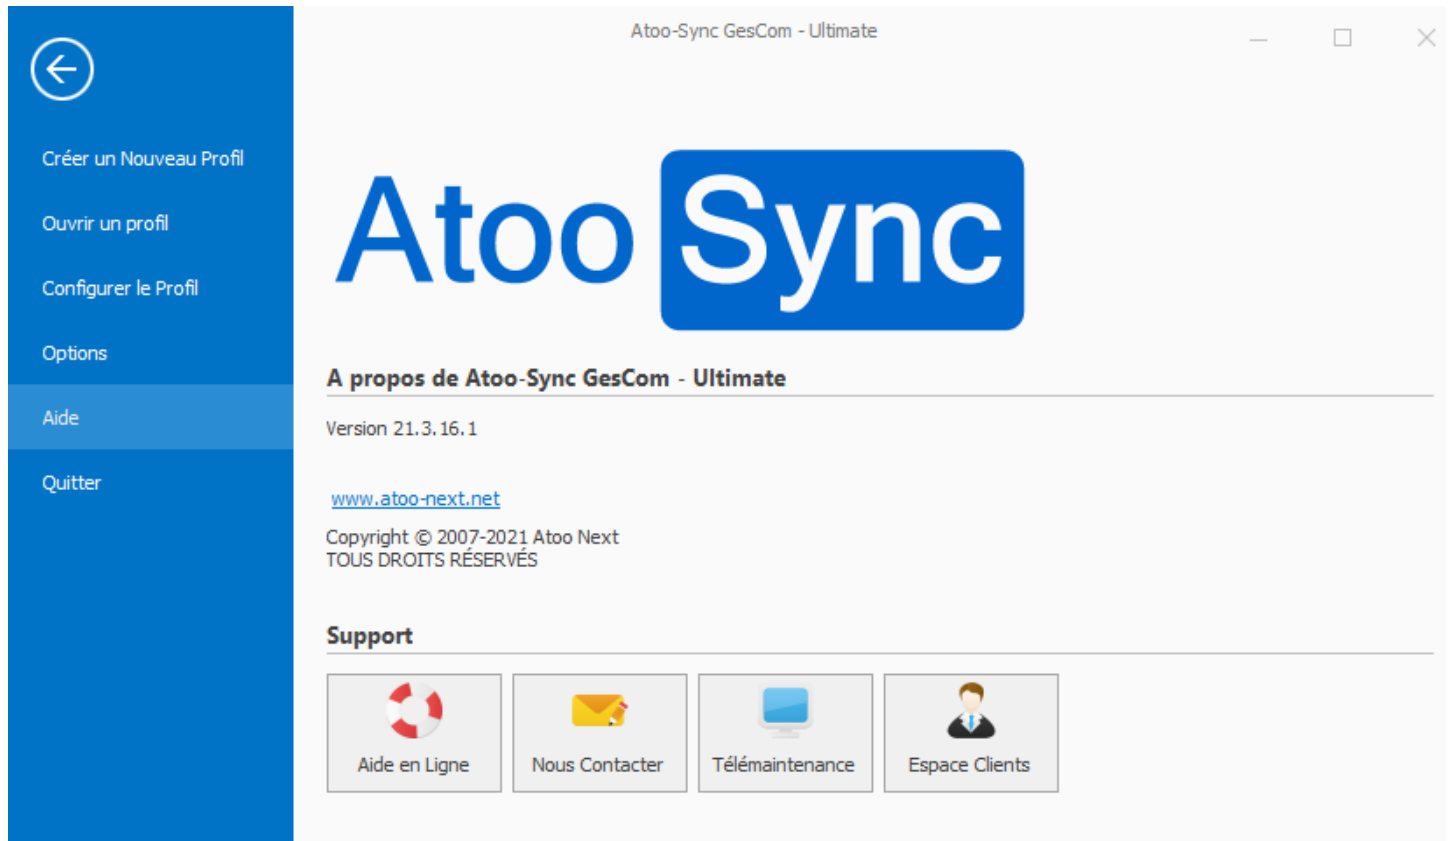 Atoo-Sync GesCom - Ultimate
Créer un Nouveau Profil
Ouvrir un profil
Configurer le Profil
Options
Aide
Quitter
Atoo Sync
A propos de Atoo-Sync GesCom - Ultimate
Version 21.3.16.1
www.atoo-next.net
Copyright © 2007-2021 Atoo Next
TOUS DROITS RÉSERVÉS
Support
Aide en Ligne
Nous Contacter
Télémaintenance
Espace Clients